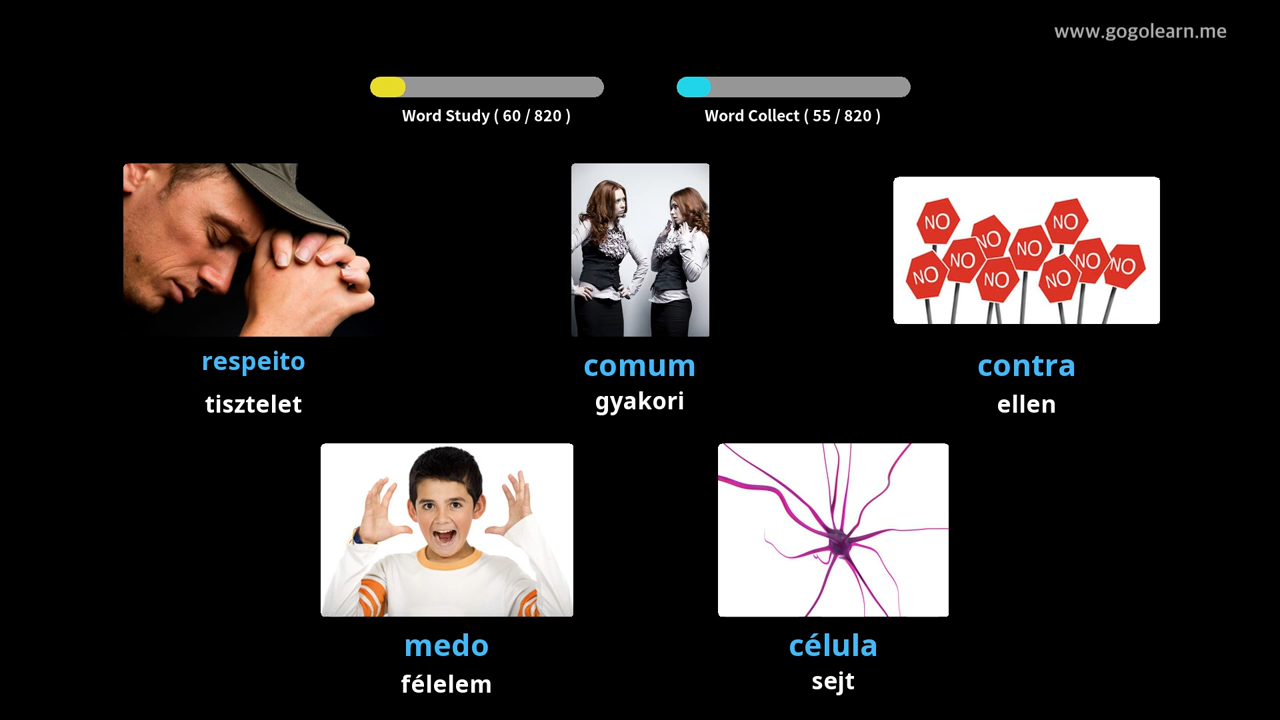 www.gogolearn.me
Word Study ( 60 / 820 )
Word Collect ( 55 / 820 )
NO
NO
NO
NO
NO
NO
NO
NO
NO
NO
respeito
tisztelet
comum
gyakori
contra
ellen
medo
félelem
célula
sejt